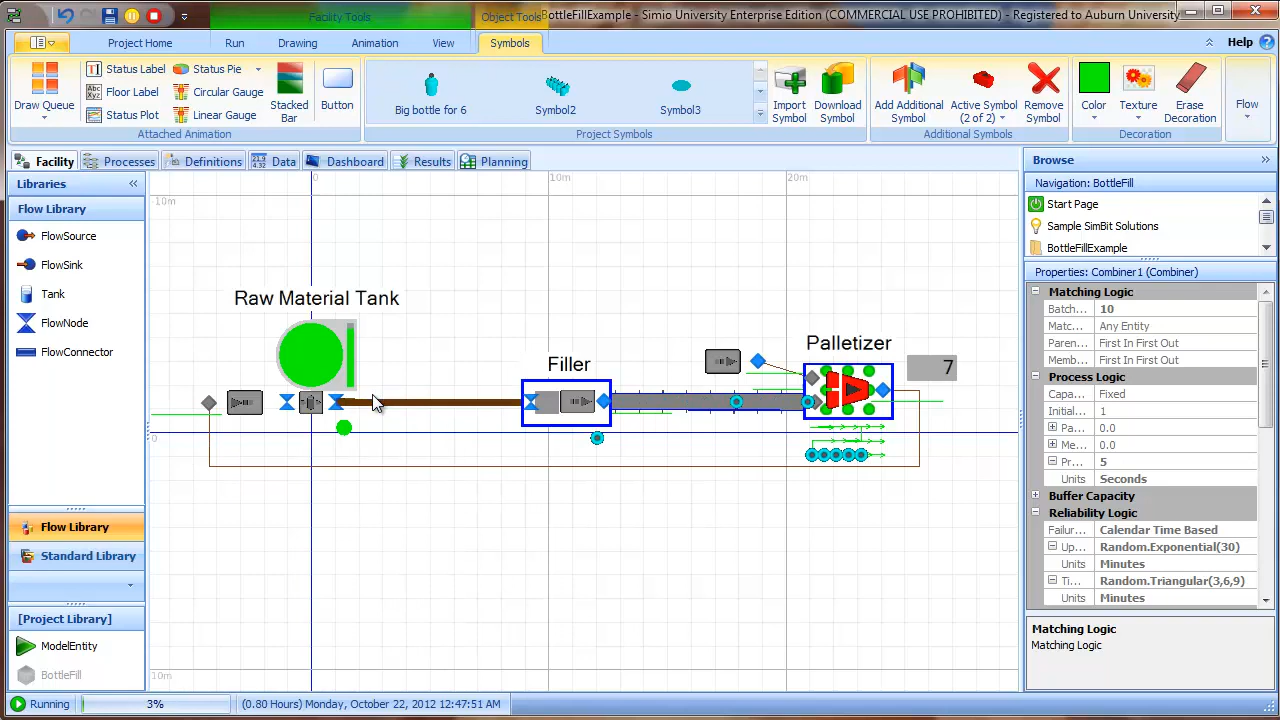 Facility Tools
Object Tools
BottleFillExample - Simio University Enterprise Edition (COMMERCIAL USE PROHIBITED) - Registered to Auburn University
Project Home
Run
Drawing
Animation
View
Symbols
Help
Draw Queue
Status Label
Floor Label
Status Plot
Status Pie
Circular Gauge
Linear Gauge
Stacked Bar
Button
Attached Animation
Big bottle for 6
Symbol2
Symbol3
Project Symbols
Import Symbol
Download Symbol
Add Additional Symbol
Active Symbol (2 of 2)
Remove Symbol
Additional Symbols
Color
Texture
Erase Decoration
Decoration
Flow
Facility
Processes
Definitions
Data
Dashboard
Results
Planning
Libraries
Flow Library
FlowSource
FlowSink
Tank
FlowNode
FlowConnector
Flow Library
Standard Library
[Project Library]
ModelEntity
BottleFill
0
10m
20m
10m
0
10m
Raw Material Tank
Filler
Palletizer
7
Browse
Navigation: BottleFill
Start Page
Sample SimBit Solutions
BottleFillExample
Properties: Combiner1 (Combiner)
Matching Logic
Batc... 10
Matc... Any Entity
Paren... First In First Out
Memb... First In First Out
Process Logic
Capa... Fixed
Initial... 1
Pa... 0.0
Me... 0.0
Pr... 5
Units Seconds
Buffer Capacity
Reliability Logic
Failur... Calendar Time Based
Up... Random.Exponential(30)
Units Minutes
Ti... Random.Triangular(3,6,9)
Units Minutes
Matching Logic
Matching Logic
Running
3%
(0.80 Hours) Monday, October 22, 2012 12:47:51 AM